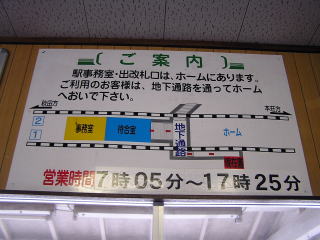 (ご案内)
駅事務室・出改札口は、ホームにあります。
ご利用のお客様は、地下通路を通ってホーム
へおいで下さい。
秋田方
本荘方
2
1
事務室
待合室
地下通路
ホーム
営業時間7時05分~17時25分